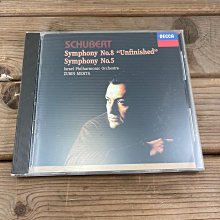 SCHUBERT
DECCA
Symphony No.8 "Unfinished"
Symphony No.5
Israel Philharmonic Orchestra
ZUBIN MEHTA